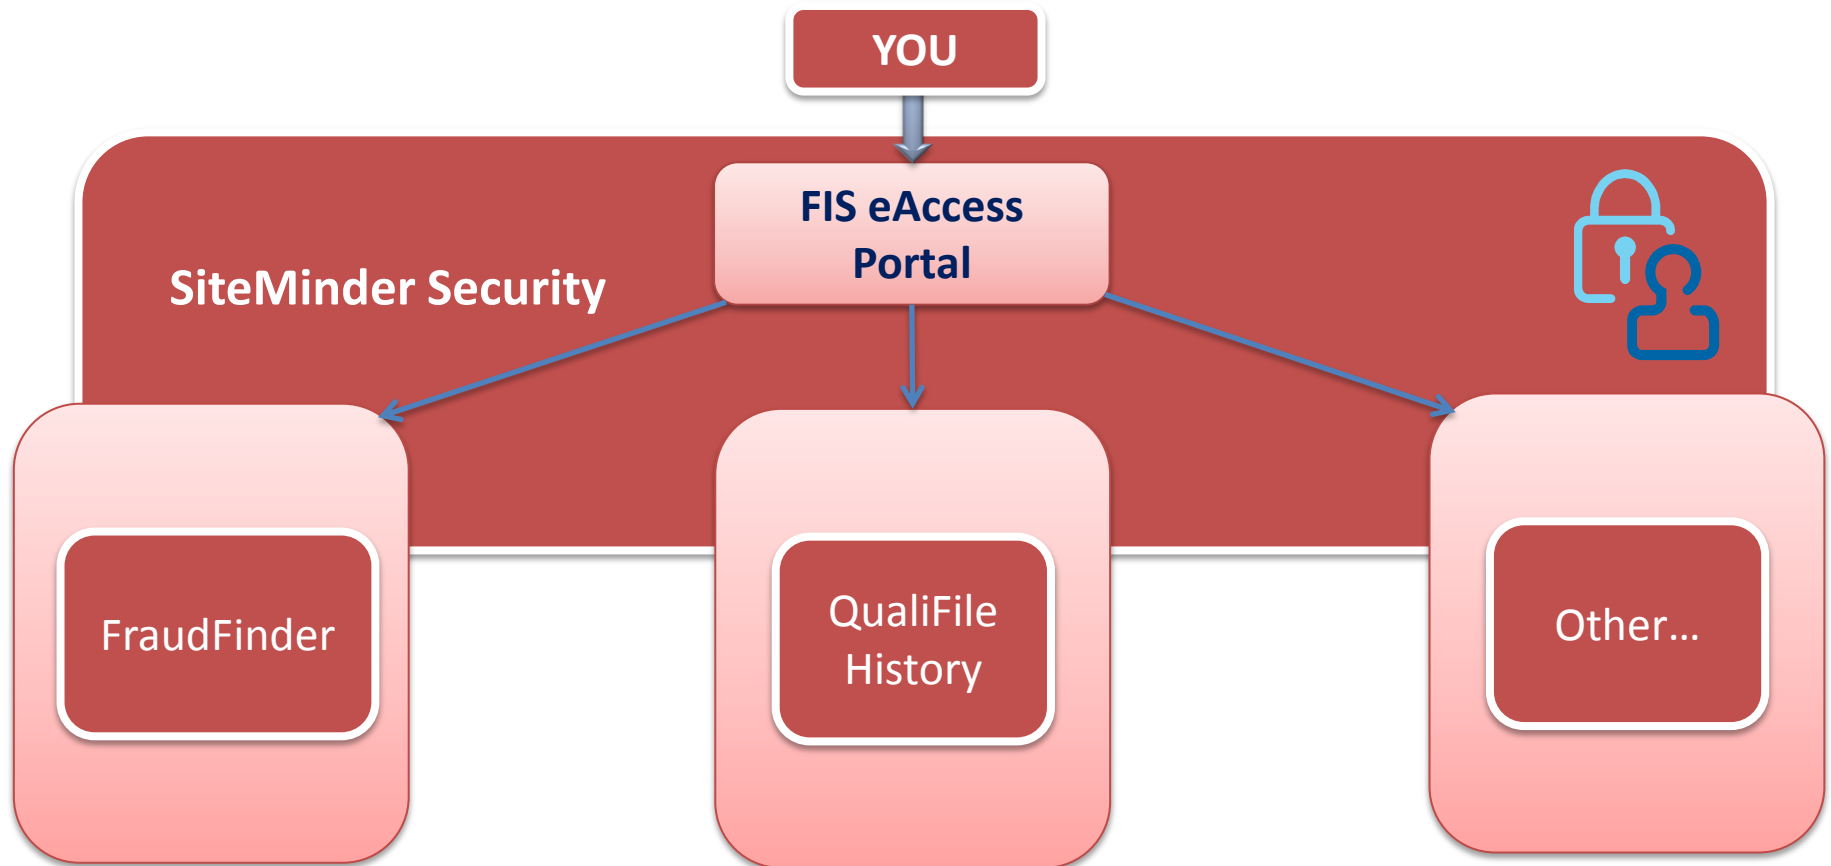 YOU
FIS eAccess
Portal
SiteMinder Security
FraudFinder
QualiFile
History
Other…